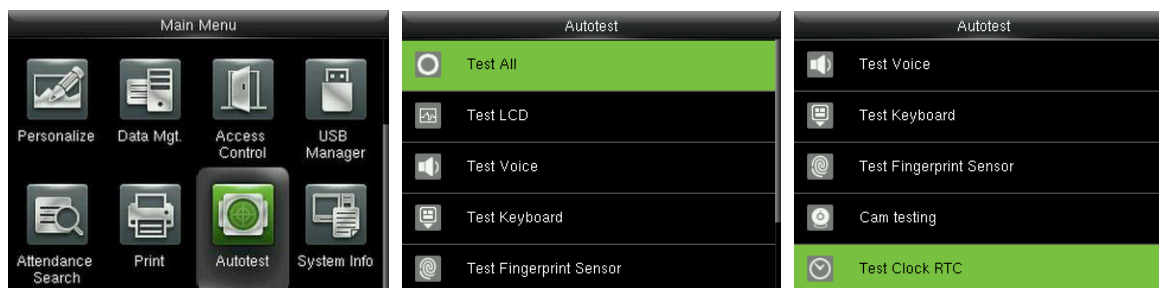 Main Menu
Personalize
Data Mgt.
Access
Control
USB
Manager
Attendance
Search
Print
Autotest
System Info
Autotest
Test All
Test LCD
Test Voice
Test Keyboard
Test Fingerprint Sensor
Autotest
Test Voice
Test Keyboard
Test Fingerprint Sensor
Cam testing
Test Clock RTC